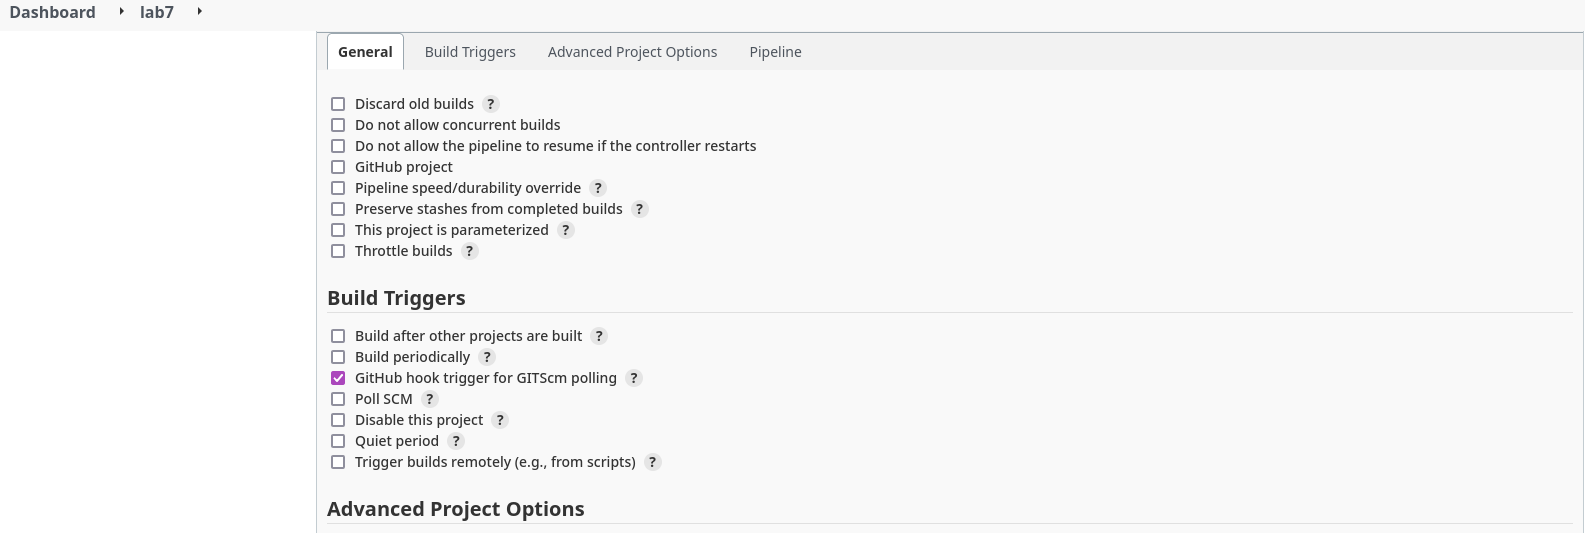 Dashboard lab7
General Build Triggers Advanced Project Options Pipeline
Discard old builds ?
Do not allow concurrent builds
Do not allow the pipeline to resume if the controller restarts
GitHub project
Pipeline speed/durability override ?
Preserve stashes from completed builds ?
This project is parameterized ?
Throttle builds ?
Build Triggers
Build after other projects are built ?
Build periodically ?
GitHub hook trigger for GITScm polling ?
Poll SCM ?
Disable this project ?
Quiet period ?
Trigger builds remotely (e.g., from scripts) ?
Advanced Project Options